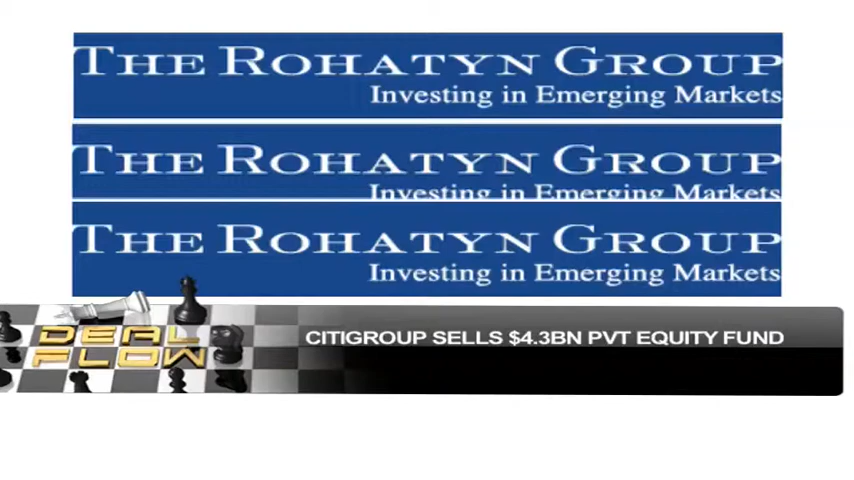 THE ROHATYN GROUP
Investing in Emerging Markets
THE ROHATYN GROUP
Investing in Emerging Markets
THE ROHATYN GROUP
Investing in Emerging Markets
DEAL
FLOW
CITIGROUP SELLS $4.3BN PVT EQUITY FUND